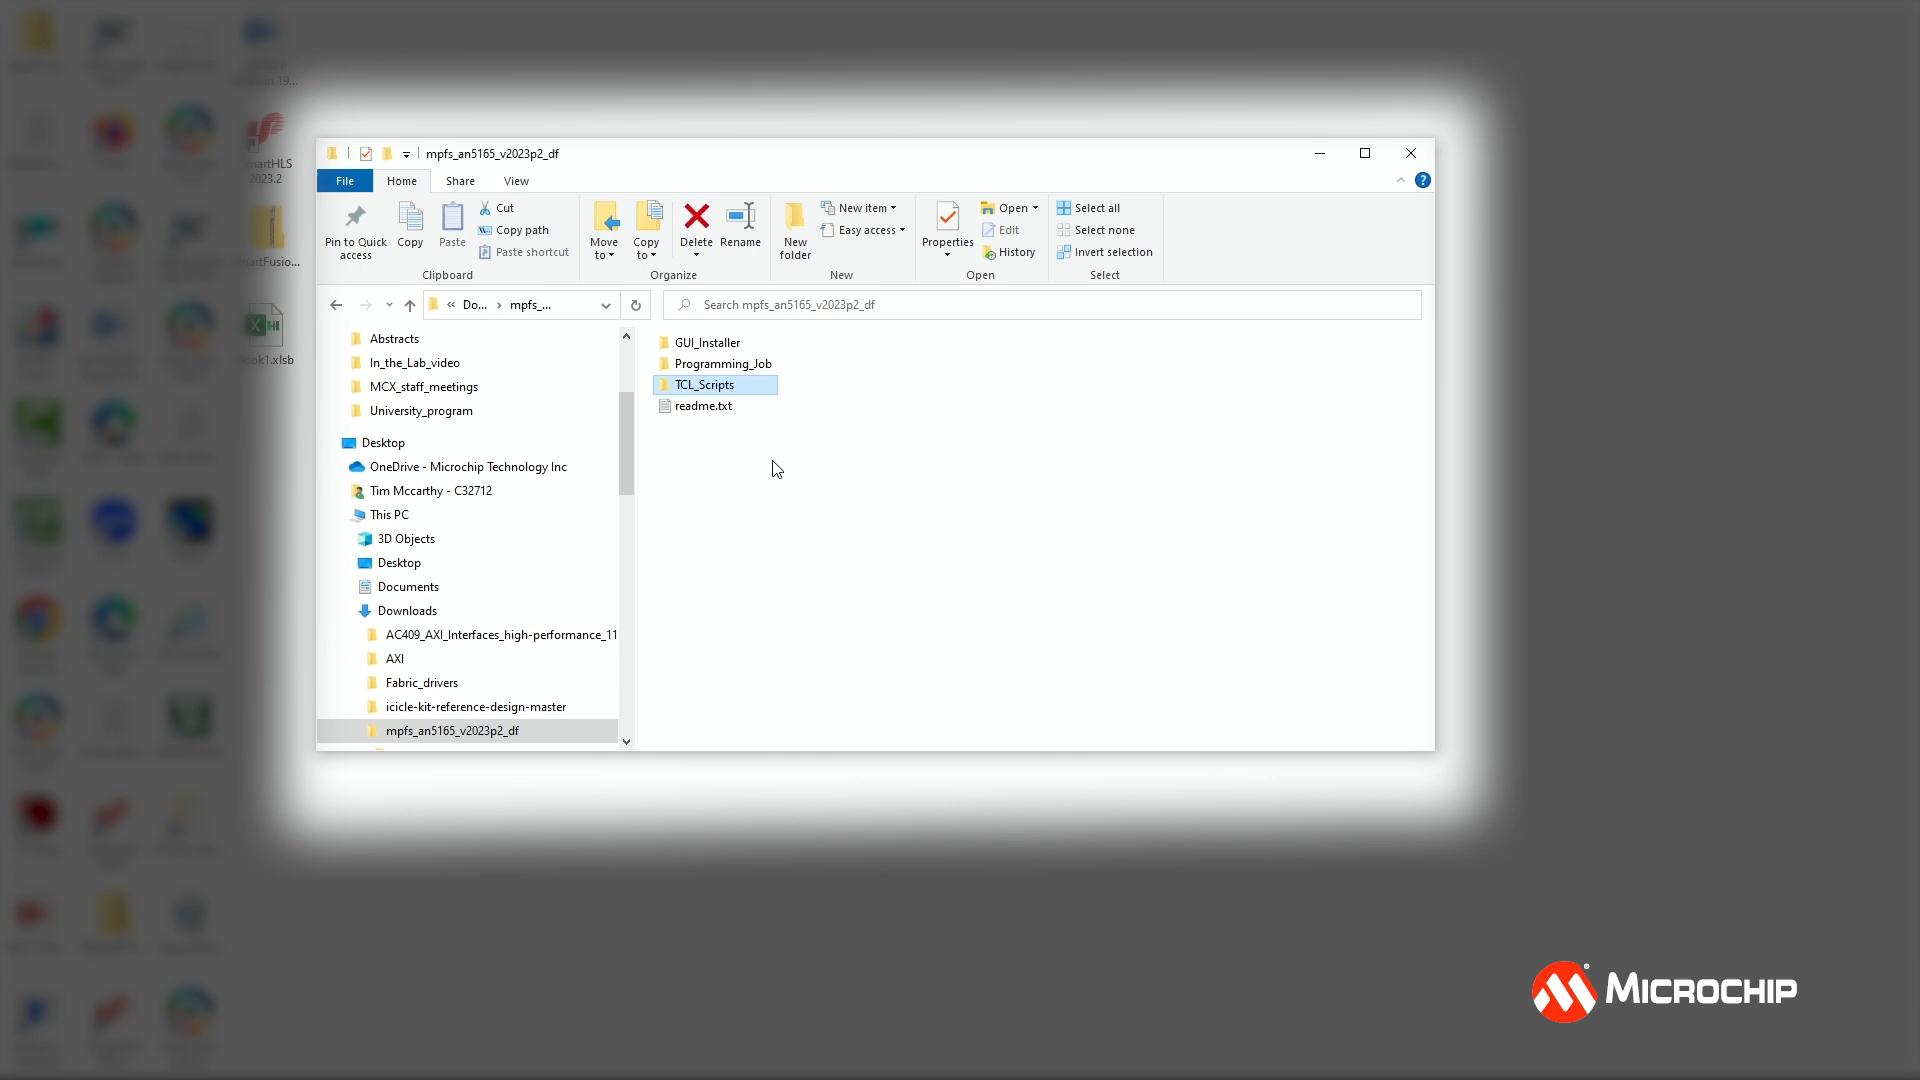 mpfs_an5165_v2023p2_df
File Home Share View
Pin to Quick access
Copy
Paste
Cut
Copy path
Paste shortcut
Clipboard
Move to
Copy to
Delete
Rename
Organize
New folder
New item
Easy access
New
Properties
Open
Edit
History
Open
Select all
Select none
Invert selection
Select
« Do... › mpfs_...
Search mpfs_an5165_v2023p2_df
Abstracts
In_the_Lab_video
MCX_staff_meetings
University_program
Desktop
OneDrive - Microchip Technology Inc
Tim Mccarthy - C32712
This PC
3D Objects
Desktop
Documents
Downloads
AC409_AXI_Interfaces_high-performance_11
AXI
Fabric_drivers
icicle-kit-reference-design-master
mpfs_an5165_v2023p2_df
GUI_Installer
Programming_Job
TCL_Scripts
readme.txt
2023.2
MICROCHIP